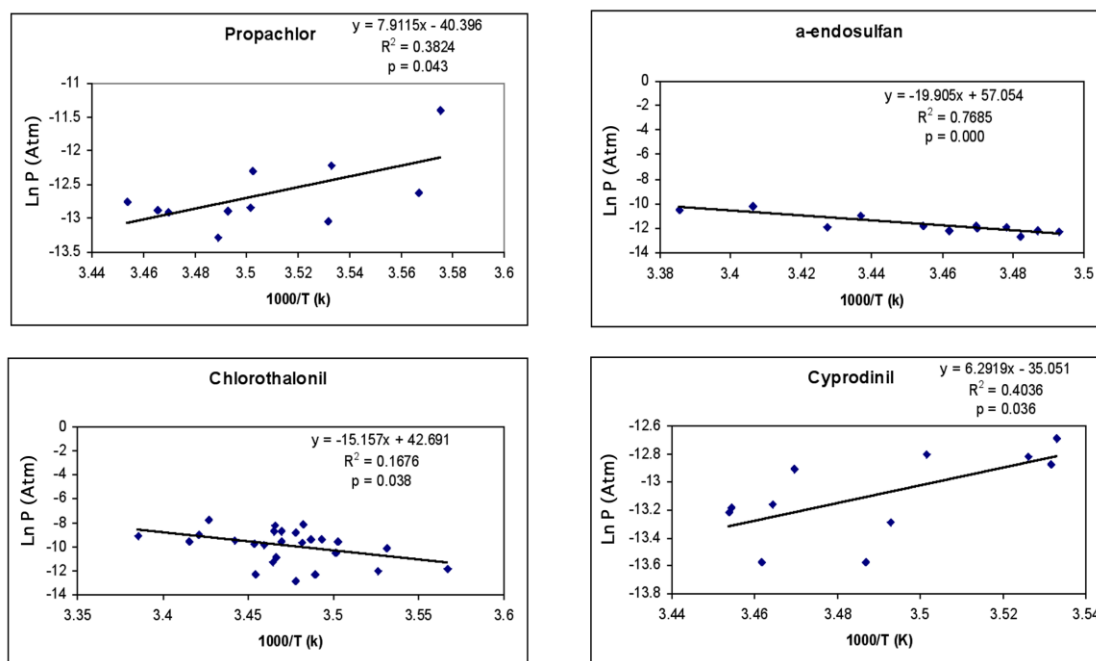 Propachlor
y = 7.9115x - 40.396
R² = 0.3824
p = 0.043
-11
-11.5
-12
-12.5
-13
-13.5
Ln P (Atm)
3.44 3.46 3.48 3.5 3.52 3.54 3.56 3.58 3.6
1000/T (k)
a-endosulfan
y = -19.905x + 57.054
R² = 0.7685
p = 0.000
0
-2
-4
-6
-8
-10
-12
-14
Ln P (Atm)
3.38 3.4 3.42 3.44 3.46 3.48 3.5
1000/T (k)
Chlorothalonil
y = -15.157x + 42.691
R² = 0.1676
p = 0.038
0
-2
-4
-6
-8
-10
-12
-14
Ln P (Atm)
3.35 3.4 3.45 3.5 3.55 3.6
1000/T (k)
Cyprodinil
y = 6.2919x - 35.051
R² = 0.4036
p = 0.036
-12.6
-12.8
-13
-13.2
-13.4
-13.6
-13.8
Ln P (Atm)
3.44 3.46 3.48 3.5 3.52 3.54
1000/T (K)